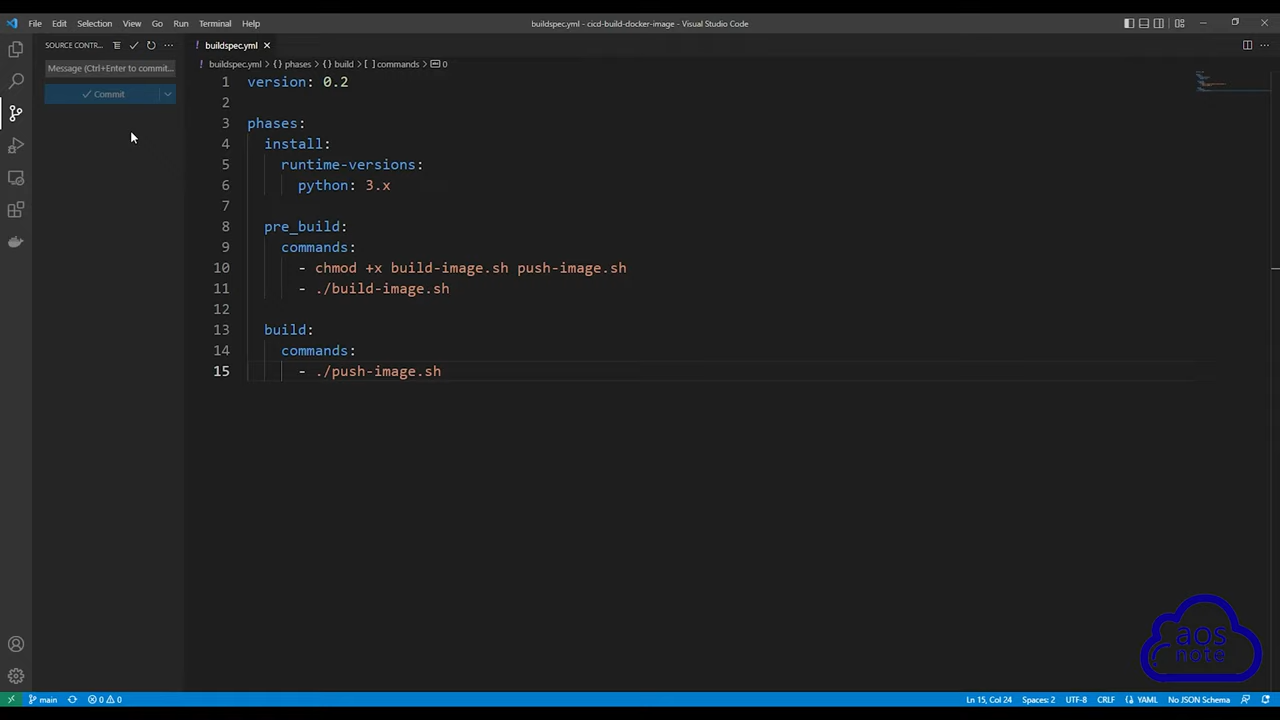 File Edit Selection View Go Run Terminal Help
buildspec.yml - cicd-build-docker-image - Visual Studio Code
SOURCE CONTR...
Message (Ctrl+Enter to commit...
Commit
! buildspec.yml
! buildspec.yml > {} phases > {} build > [ ] commands > 0
1 version: 0.2
2
3 phases:
4 install:
5 runtime-versions:
6 python: 3.x
7
8 pre_build:
9 commands:
10 - chmod +x build-image.sh push-image.sh
11 - ./build-image.sh
12
13 build:
14 commands:
15 - ./push-image.sh
aos
note
main 0 0 Ln 15, Col 24 Spaces: 2 UTF-8 CRLF {} YAML No JSON Schema